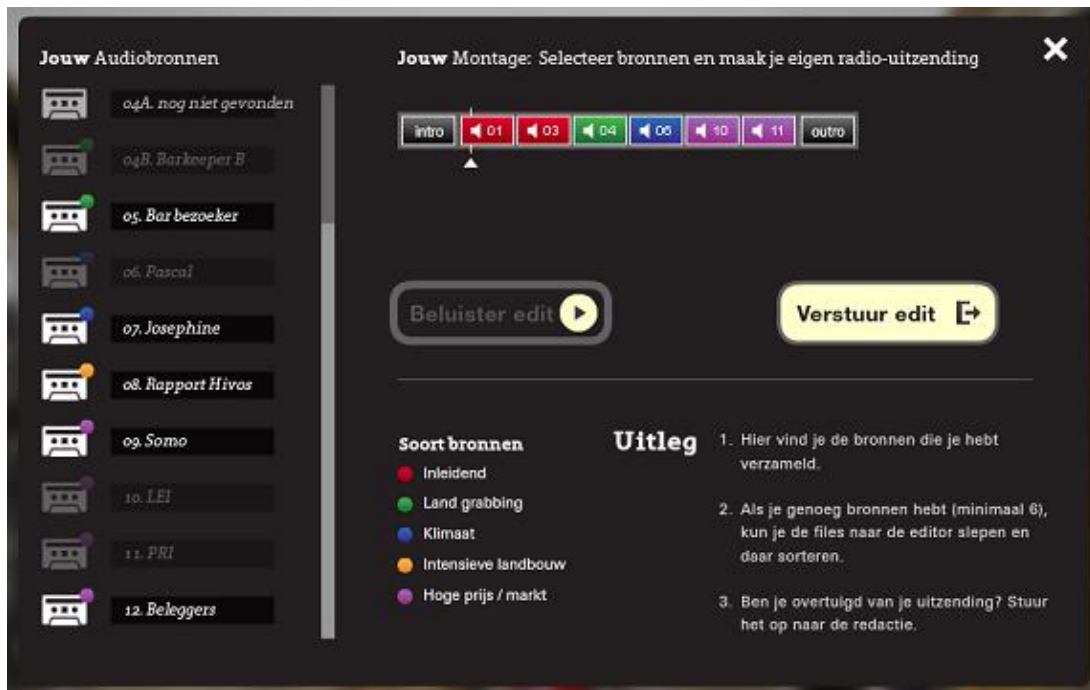 Jouw Audiobronnen
04A. nog niet gevonden
04B. Barkeeper B
05. Bar bezoeker
06. Pascal
07. Josephine
08. Rapport Hivos
09. Somo
10. LEI
11. PRI
12. Beleggers
Jouw Montage: Selecteer bronnen en maak je eigen radio-uitzending
intro 01 03 04 06 10 11 outro
Beluister edit
Verstuur edit
Soort bronnen
Inleidend
Land grabbing
Klimaat
Intensieve landbouw
Hoge prijs / markt
Uitleg
1. Hier vind je de bronnen die je hebt
verzameld.
2. Als je genoeg bronnen hebt (minimaal 6),
kun je de files naar de editor slepen en
daar sorteren.
3. Ben je overtuigd van je uitzending? Stuur
het op naar de redactie.